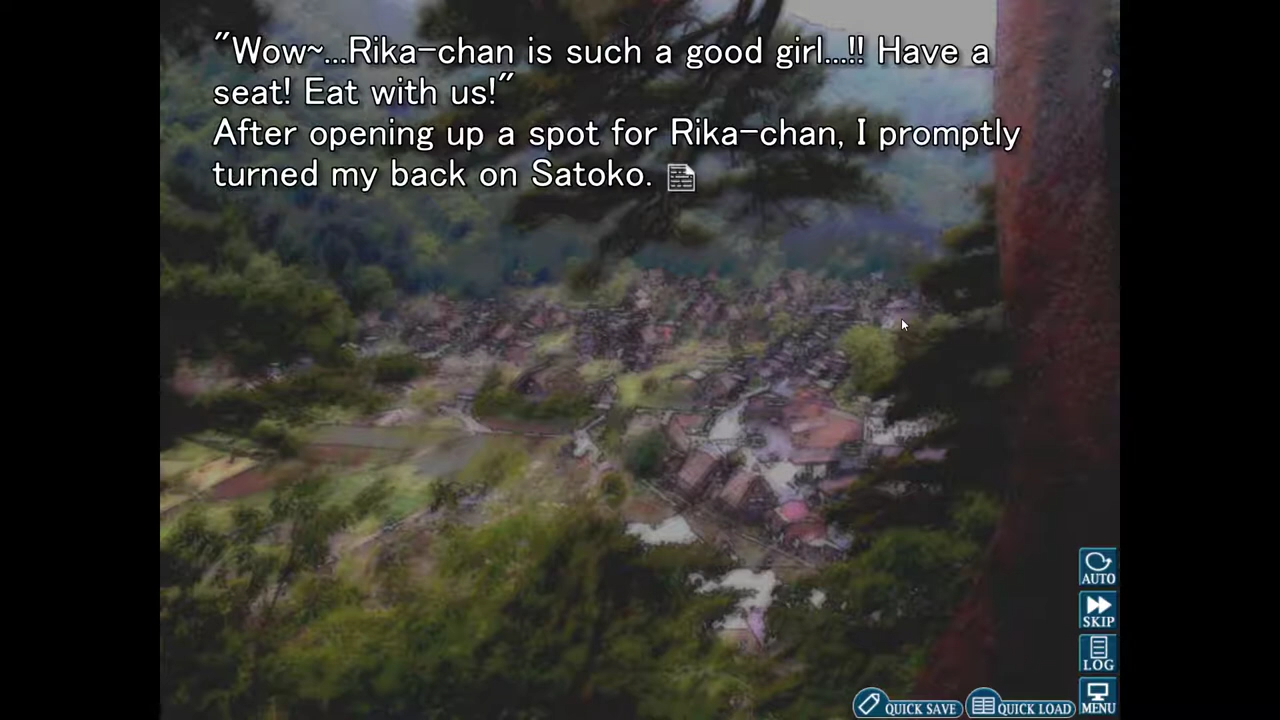 "Wow~...Rika-chan is such a good girl...!! Have a
seat! Eat with us!"
After opening up a spot for Rika-chan, I promptly
turned my back on Satoko.
AUTO
SKIP
LOG
QUICK SAVE
QUICK LOAD
MENU